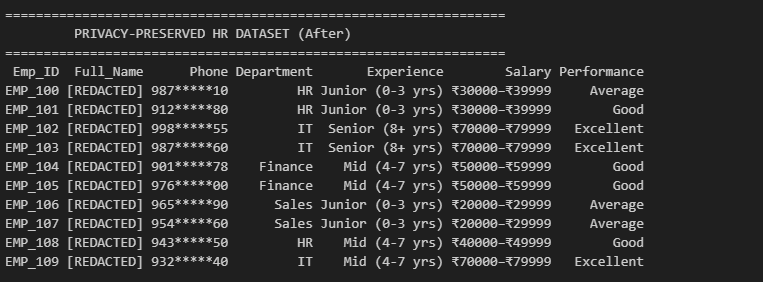 =================================================================
PRIVACY-PRESERVED HR DATASET (After)
=================================================================
Emp_ID Full_Name Phone Department Experience Salary Performance
EMP_100 [REDACTED] 987*****10 HR Junior (0-3 yrs) ₹30000–₹39999 Average
EMP_101 [REDACTED] 912*****80 HR Junior (0-3 yrs) ₹30000–₹39999 Good
EMP_102 [REDACTED] 998*****55 IT Senior (8+ yrs) ₹70000–₹79999 Excellent
EMP_103 [REDACTED] 987*****60 IT Senior (8+ yrs) ₹70000–₹79999 Excellent
EMP_104 [REDACTED] 901*****78 Finance Mid (4-7 yrs) ₹50000–₹59999 Good
EMP_105 [REDACTED] 976*****00 Finance Mid (4-7 yrs) ₹50000–₹59999 Good
EMP_106 [REDACTED] 965*****90 Sales Junior (0-3 yrs) ₹20000–₹29999 Average
EMP_107 [REDACTED] 954*****60 Sales Junior (0-3 yrs) ₹20000–₹29999 Average
EMP_108 [REDACTED] 943*****50 HR Mid (4-7 yrs) ₹40000–₹49999 Good
EMP_109 [REDACTED] 932*****40 IT Mid (4-7 yrs) ₹70000–₹79999 Excellent